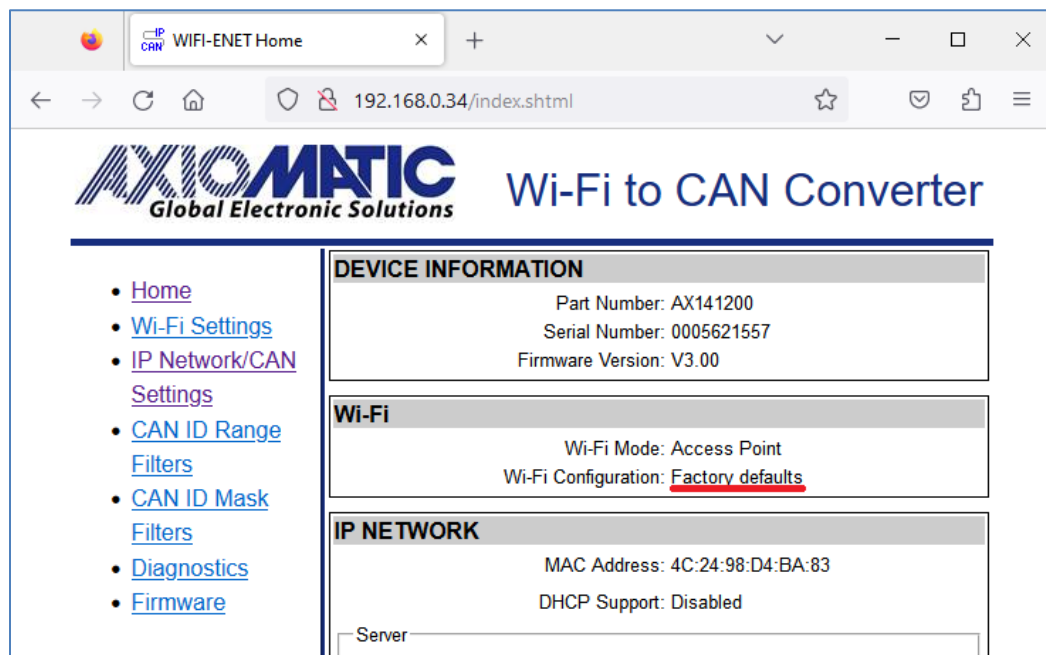 IP
CAN
WIFI-ENET Home
192.168.0.34/index.shtml
AXIOMATIC
Global Electronic Solutions
Wi-Fi to CAN Converter
Home
Wi-Fi Settings
IP Network/CAN
Settings
CAN ID Range
Filters
CAN ID Mask
Filters
Diagnostics
Firmware
DEVICE INFORMATION
Part Number: AX141200
Serial Number: 0005621557
Firmware Version: V3.00
Wi-Fi
Wi-Fi Mode: Access Point
Wi-Fi Configuration: Factory defaults
IP NETWORK
MAC Address: 4C:24:98:D4:BA:83
DHCP Support: Disabled
Server